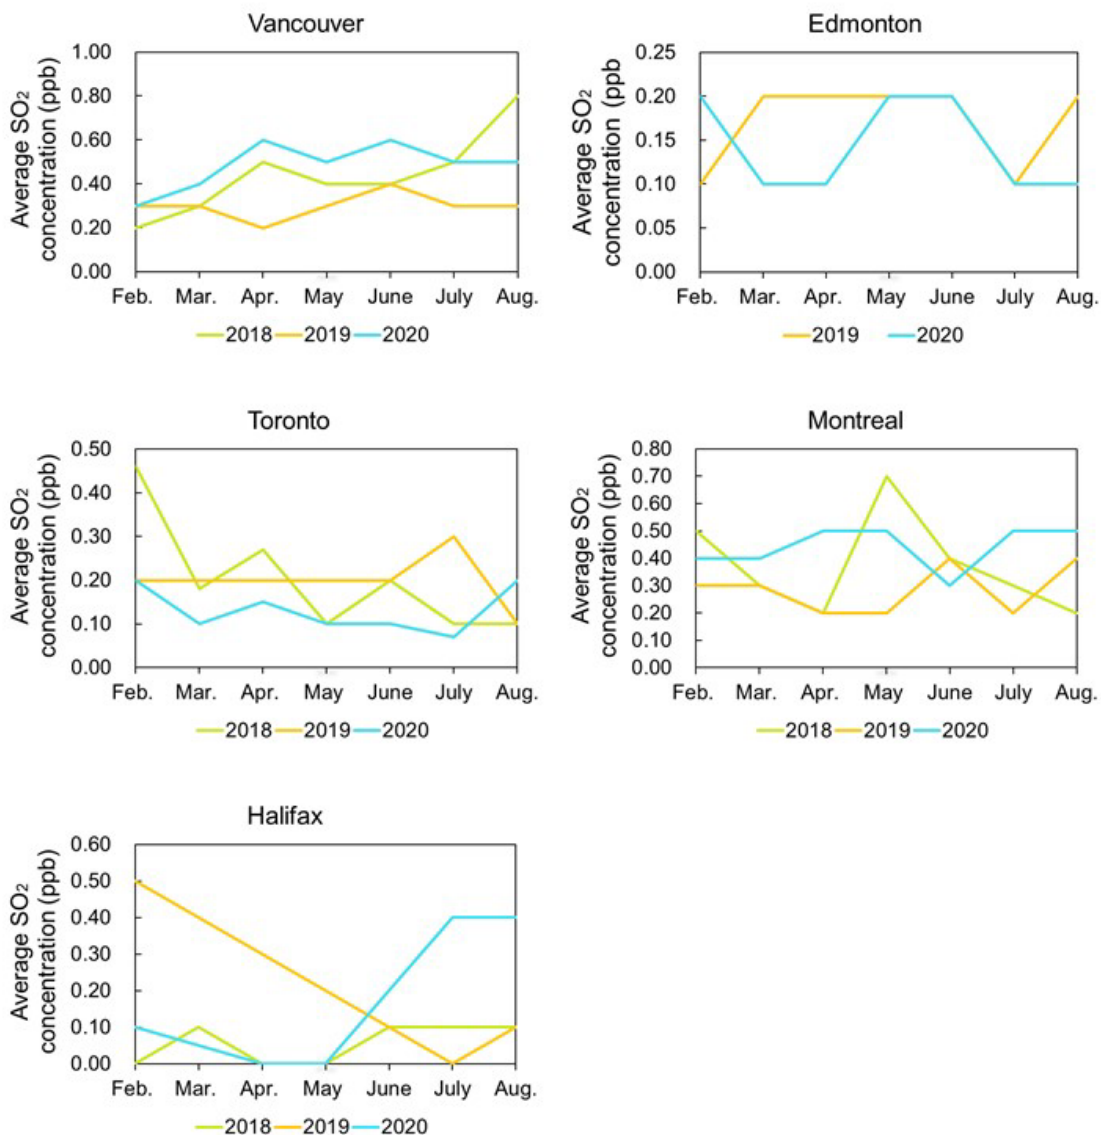 Vancouver
Average SO₂
concentration (ppb)
1.00
0.80
0.60
0.40
0.20
0.00
Feb. Mar. Apr. May June July Aug.
2018 2019 2020
Edmonton
Average SO₂
concentration (ppb
0.25
0.20
0.15
0.10
0.05
0.00
Feb. Mar. Apr. May June July Aug.
2019 2020
Toronto
Average SO₂
concentration (ppb)
0.50
0.40
0.30
0.20
0.10
0.00
Feb. Mar. Apr. May June July Aug.
2018 2019 2020
Montreal
Average SO₂
concentration (ppb)
0.80
0.70
0.60
0.50
0.40
0.30
0.20
0.10
0.00
Feb. Mar. Apr. May June July Aug.
2018 2019 2020
Halifax
Average SO₂
concentration (ppb)
0.60
0.50
0.40
0.30
0.20
0.10
0.00
Feb. Mar. Apr. May June July Aug.
2018 2019 2020